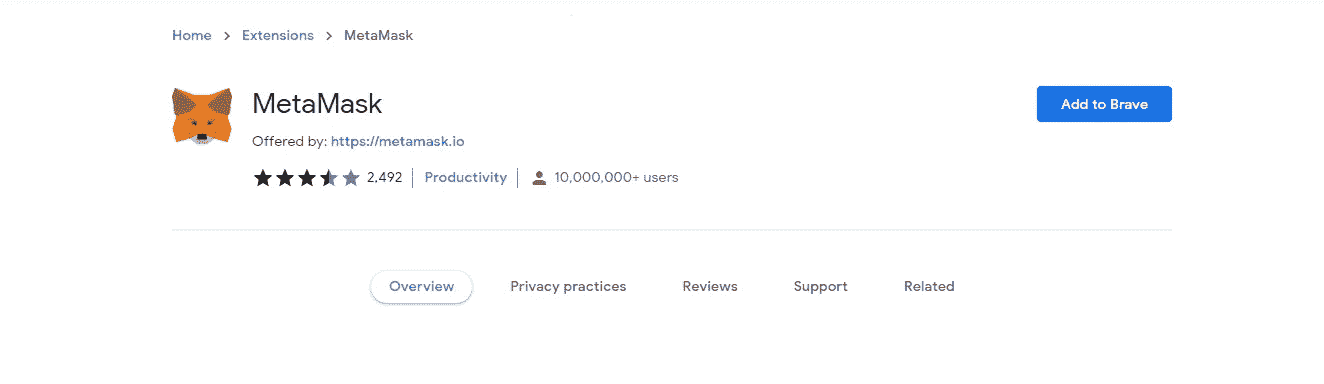 Home > Extensions > MetaMask
MetaMask
Add to Brave
Offered by: https://metamask.io
2,492 Productivity 10,000,000+ users
Overview Privacy practices Reviews Support Related